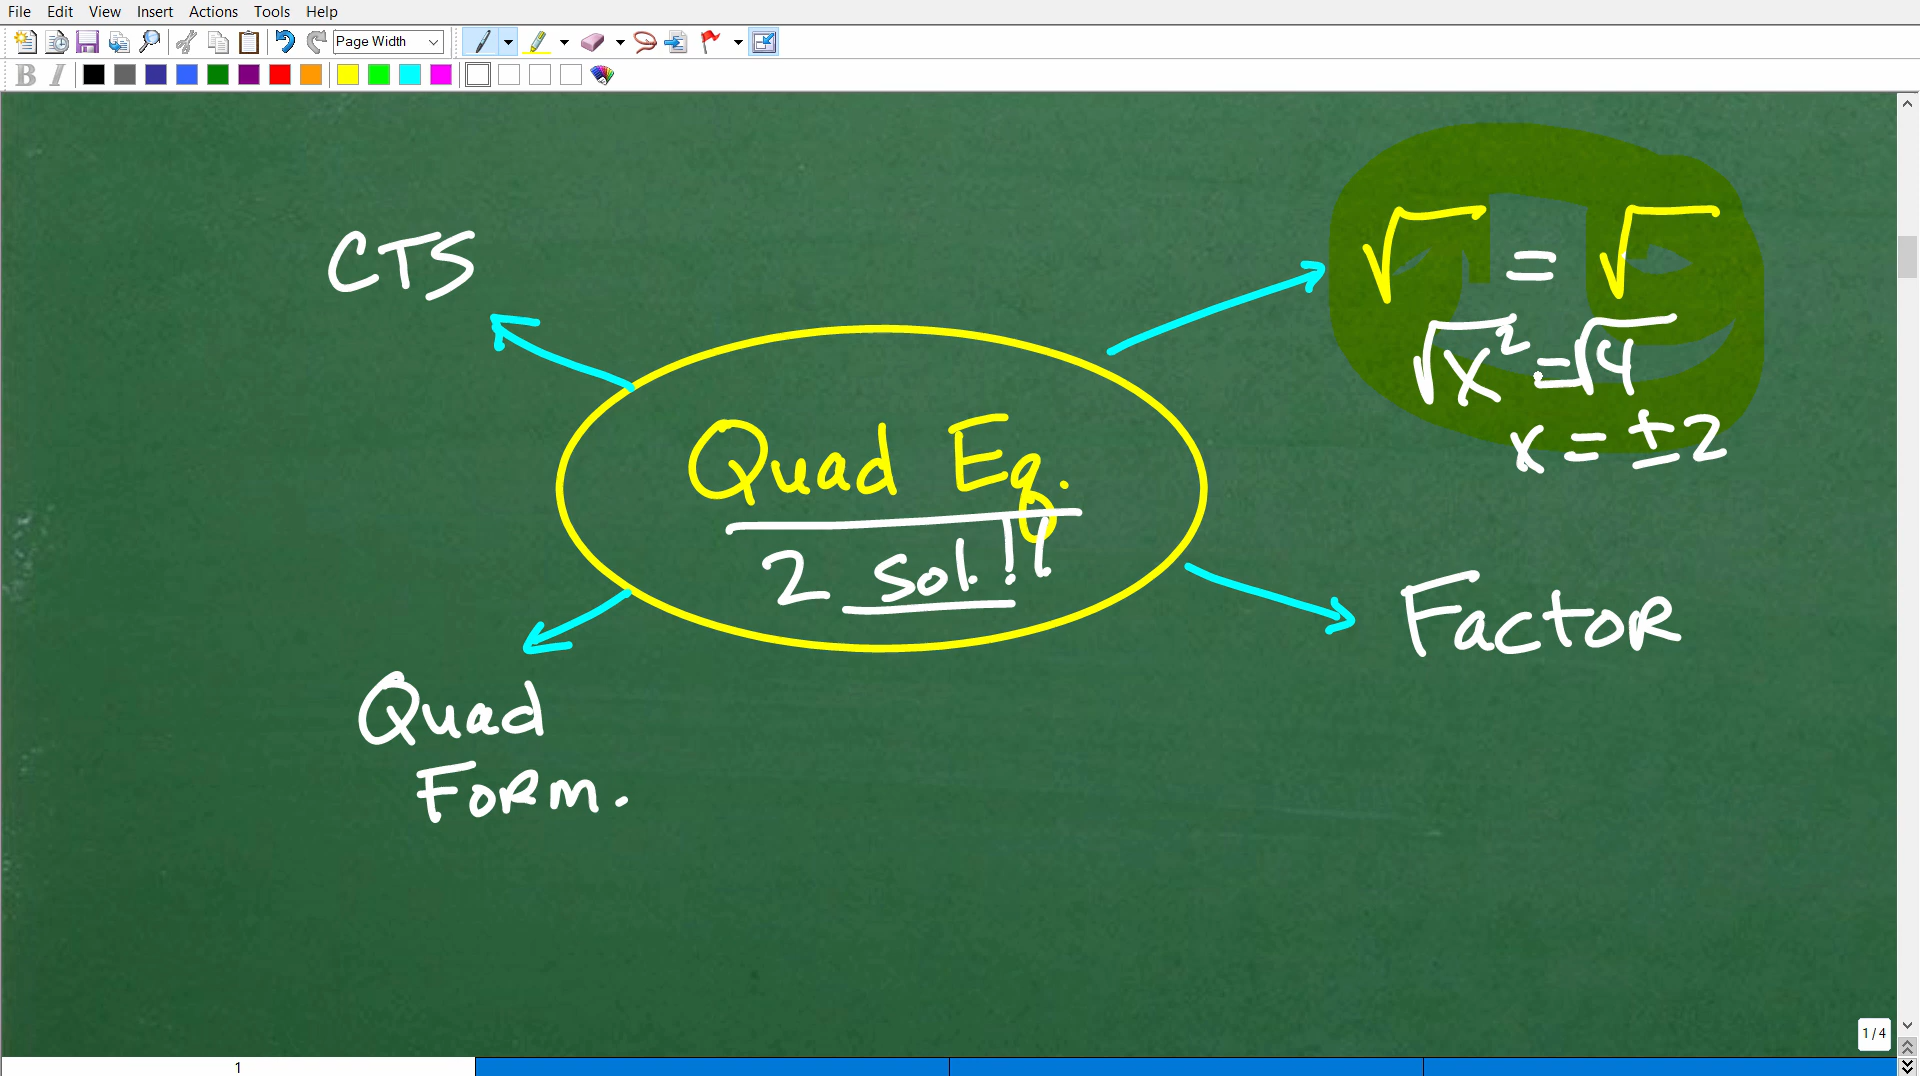 File Edit View Insert Actions Tools Help
Page Width
B I
CTS
√ = √
√x² = √4
x = ± 2
Quad Eq.
2 Sol.!!
Factor
Quad
Form.
1 / 4
1